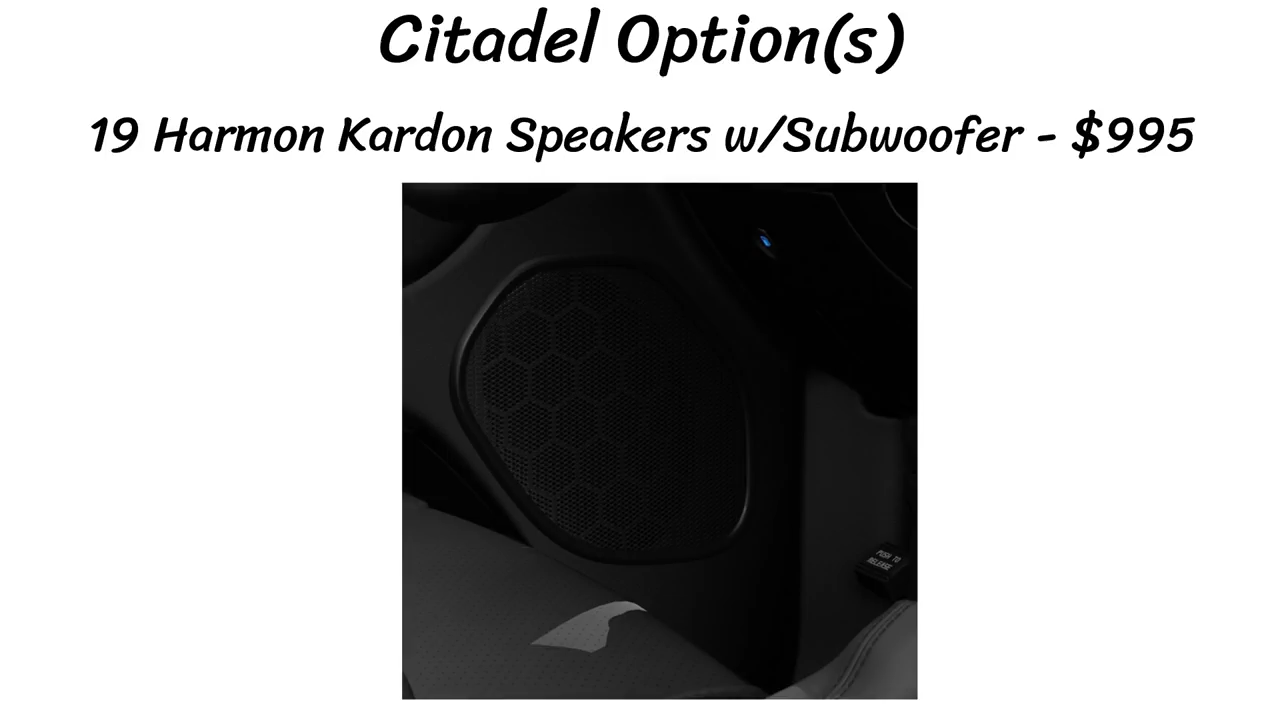 Citadel Option(s)
19 Harmon Kardon Speakers w/Subwoofer - $995
PUSH TO
RELEASE